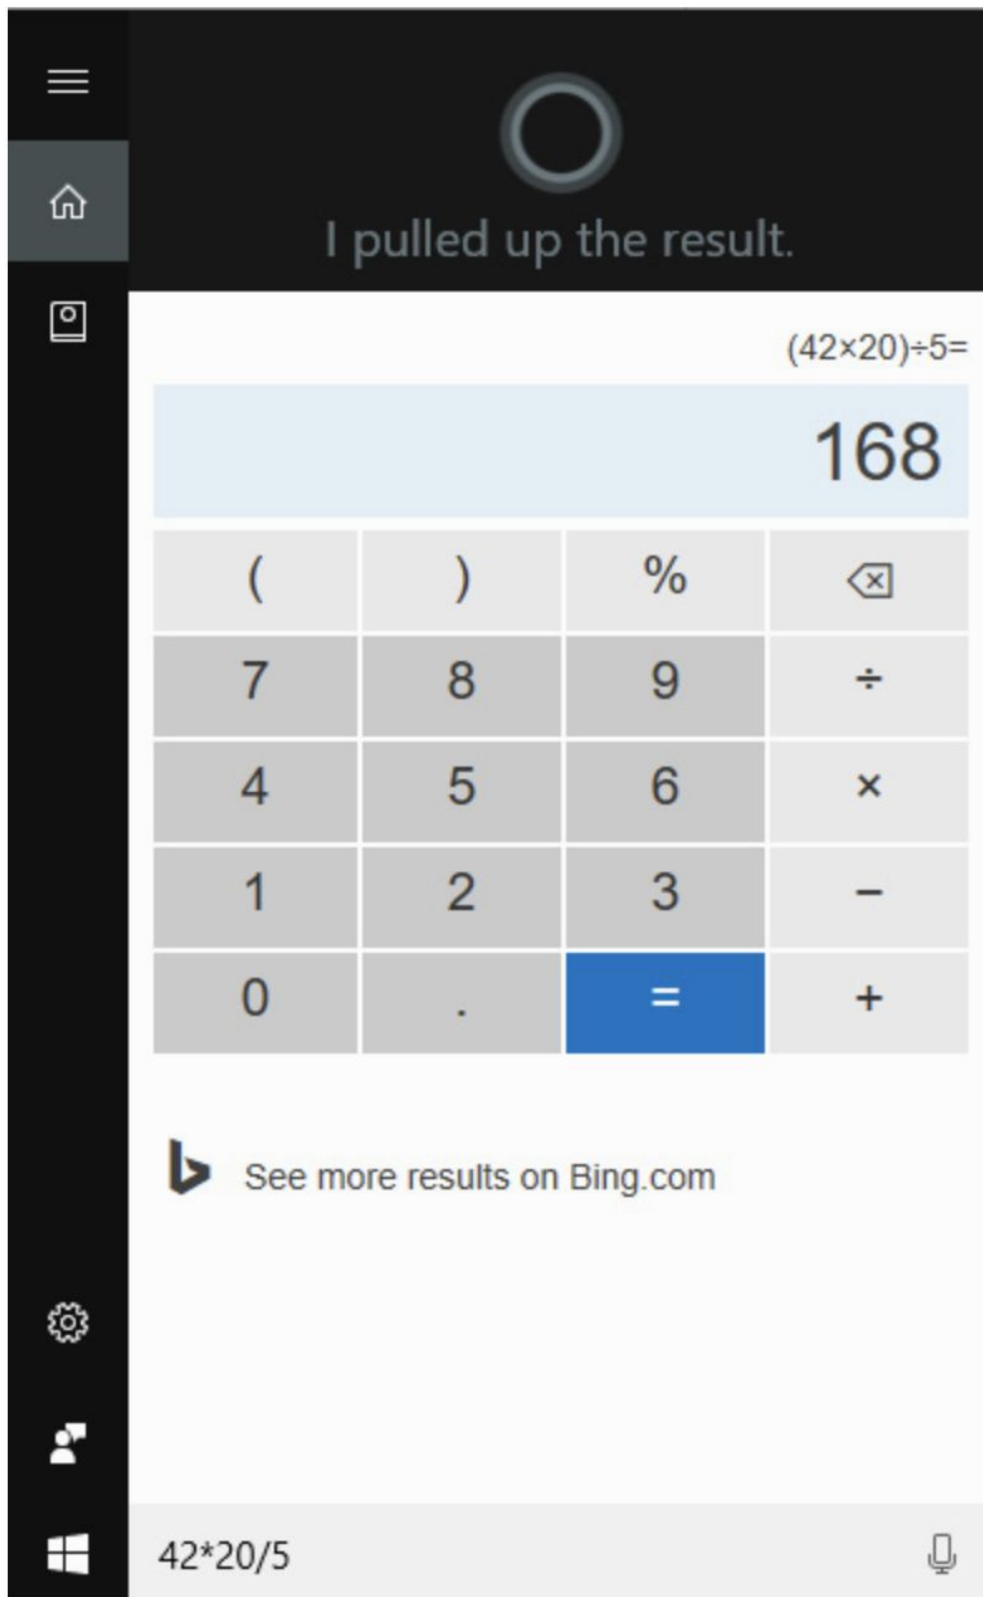 I pulled up the result.
(42×20)÷5=
168
( ) %
7 8 9 ÷
4 5 6 ×
1 2 3 −
0 . = +
See more results on Bing.com
42*20/5